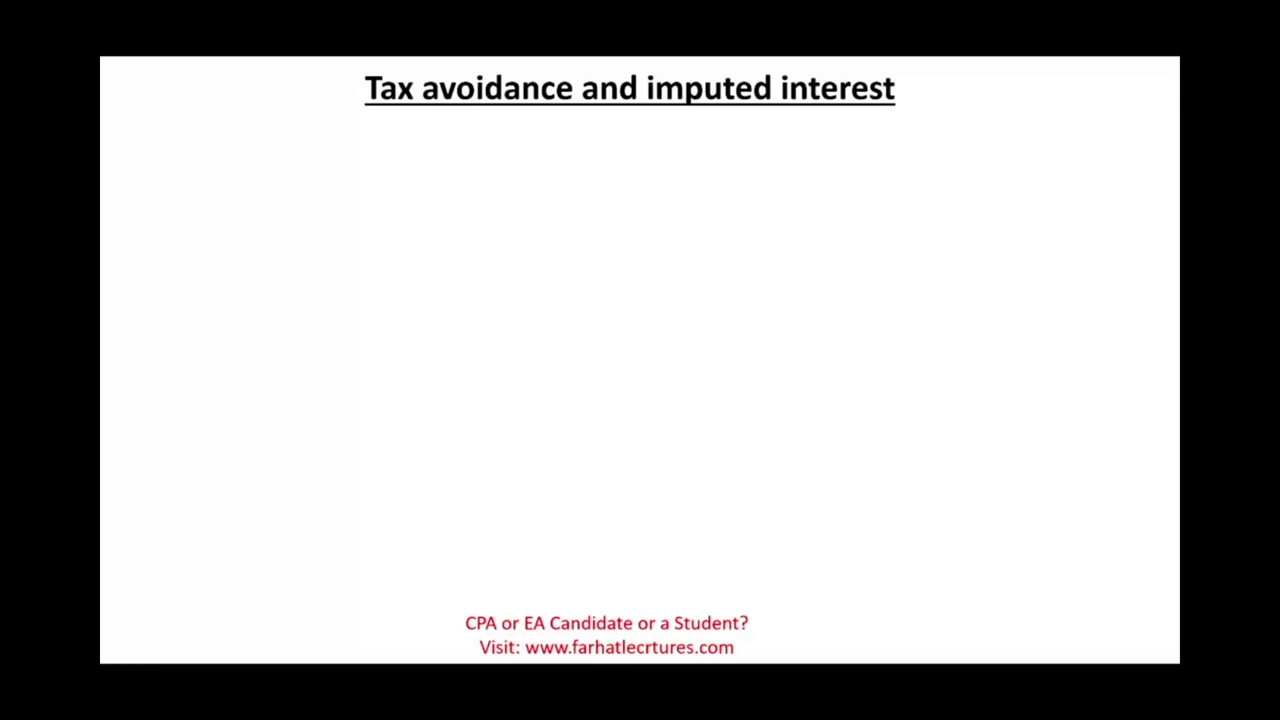 Tax avoidance and imputed interest
CPA or EA Candidate or a Student?
Visit: www.farhatlecrtures.com